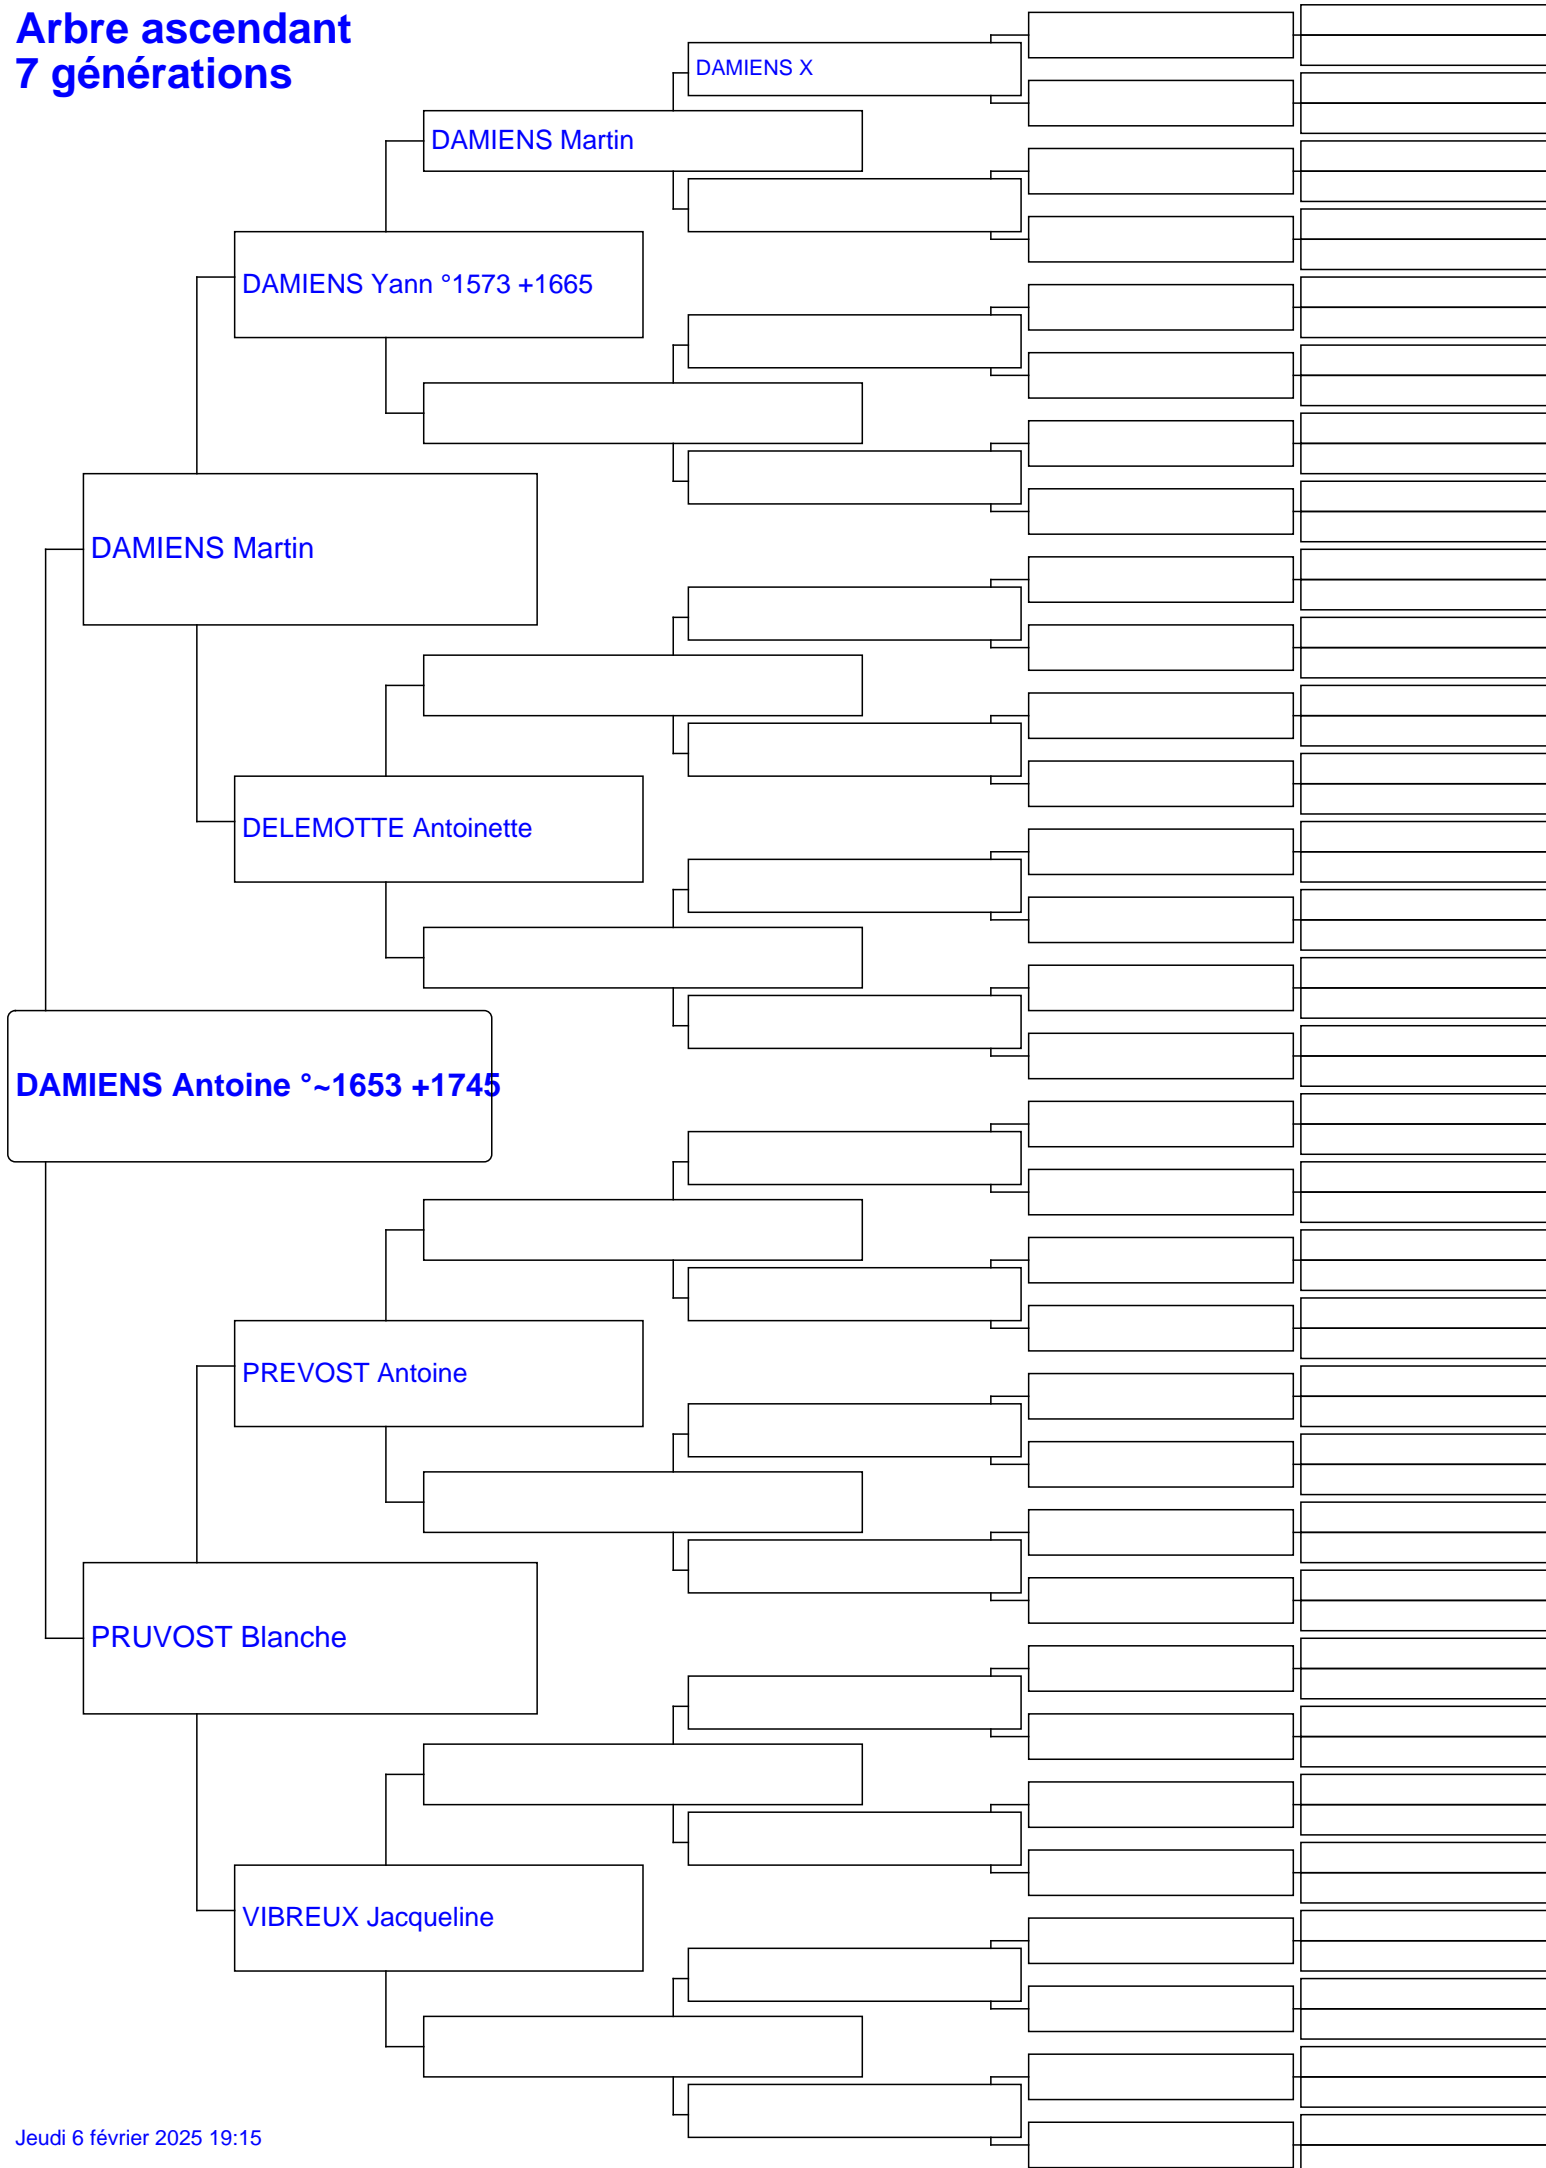 Arbre ascendant
7 générations
DAMIENS X
DAMIENS Martin
DAMIENS Yann °1573 +1665
DAMIENS Martin
DELEMOTTE Antoinette
DAMIENS Antoine °~1653 +1745
PREVOST Antoine
PRUVOST Blanche
VIBREUX Jacqueline
Jeudi 6 février 2025 19:15